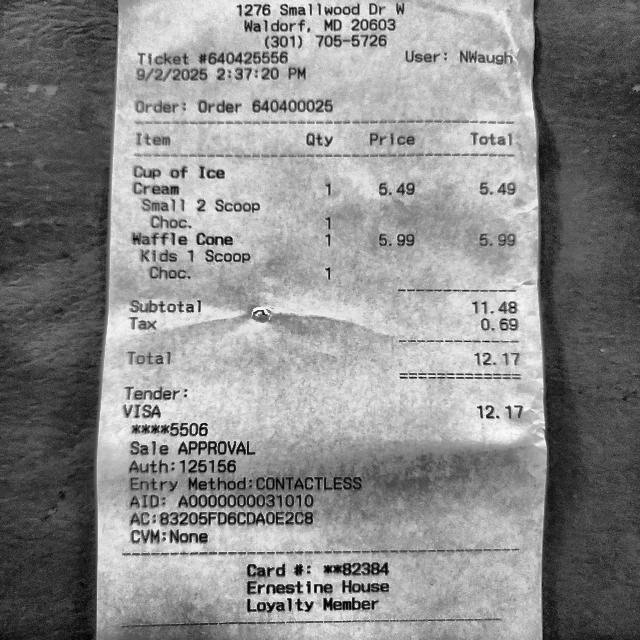 1276 Smallwood Dr W
Waldorf, MD 20603
(301) 705-5726
Ticket #640425556 User: NWaugh
9/2/2025 2:37:20 PM
Order: Order 640400025
Item Qty Price Total
Cup of Ice
Cream 1 5.49 5.49
Small 2 Scoop
Choc. 1
Waffle Cone 1 5.99 5.99
Kids 1 Scoop
Choc. 1
Subtotal 11.48
Tax 0.69
Total 12.17
Tender:
VISA 12.17
****5506
Sale APPROVAL
Auth:125156
Entry Method:CONTACTLESS
AID: A0000000031010
AC:83205FD6CDA0E2C8
CVM:None
Card #: **82384
Ernestine House
Loyalty Member